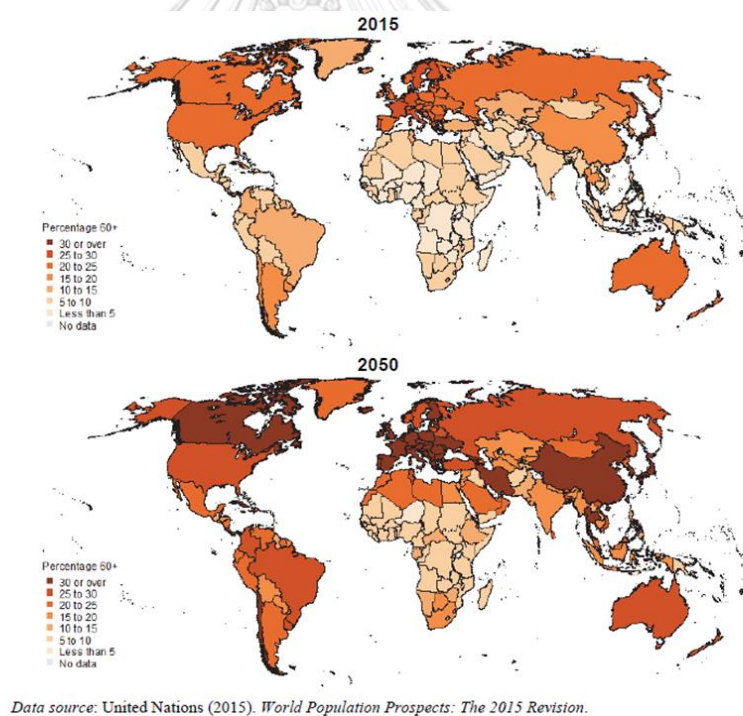 2015
Percentage 60+
30 or over
25 to 30
20 to 25
15 to 20
10 to 15
5 to 10
Less than 5
No data
2050
Percentage 60+
30 or over
25 to 30
20 to 25
15 to 20
10 to 15
5 to 10
Less than 5
No data
Data source: United Nations (2015). World Population Prospects: The 2015 Revision.